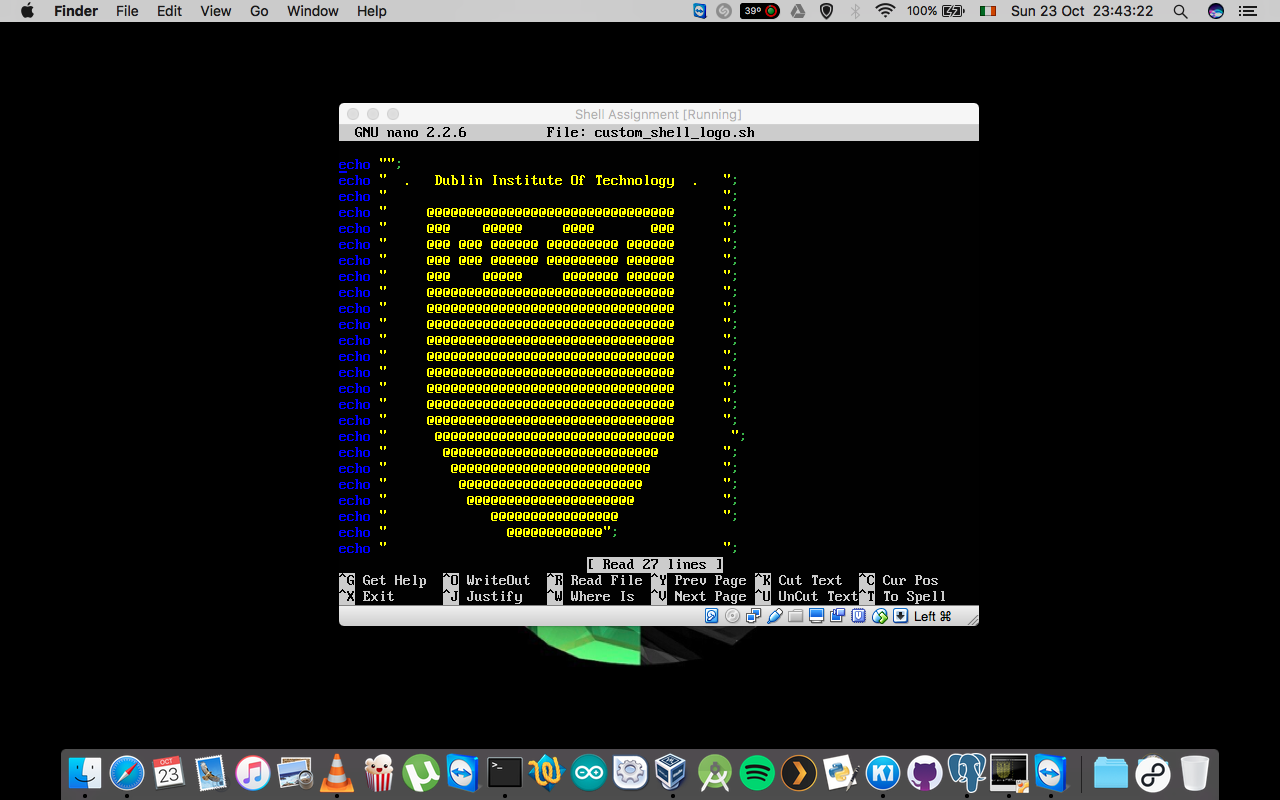 Finder File Edit View Go Window Help 39º 100% Sun 23 Oct 23:43:22
Shell Assignment [Running]
GNU nano 2.2.6 File: custom_shell_logo.sh
echo "";
echo "  .   Dublin Institute Of Technology  .   ";
echo "                                          ";
echo "     @@@@@@@@@@@@@@@@@@@@@@@@@@@@@@@      ";
echo "     @@@    @@@@@     @@@@       @@@      ";
echo "     @@@ @@@ @@@@@@ @@@@@@@@@ @@@@@@      ";
echo "     @@@ @@@ @@@@@@ @@@@@@@@@ @@@@@@      ";
echo "     @@@    @@@@@     @@@@@@@ @@@@@@      ";
echo "     @@@@@@@@@@@@@@@@@@@@@@@@@@@@@@@      ";
echo "     @@@@@@@@@@@@@@@@@@@@@@@@@@@@@@@      ";
echo "     @@@@@@@@@@@@@@@@@@@@@@@@@@@@@@@      ";
echo "     @@@@@@@@@@@@@@@@@@@@@@@@@@@@@@@      ";
echo "     @@@@@@@@@@@@@@@@@@@@@@@@@@@@@@@      ";
echo "     @@@@@@@@@@@@@@@@@@@@@@@@@@@@@@@      ";
echo "     @@@@@@@@@@@@@@@@@@@@@@@@@@@@@@@      ";
echo "     @@@@@@@@@@@@@@@@@@@@@@@@@@@@@@@      ";
echo "     @@@@@@@@@@@@@@@@@@@@@@@@@@@@@@@      ";
echo "      @@@@@@@@@@@@@@@@@@@@@@@@@@@@@@       ";
echo "       @@@@@@@@@@@@@@@@@@@@@@@@@@@        ";
echo "        @@@@@@@@@@@@@@@@@@@@@@@@@         ";
echo "         @@@@@@@@@@@@@@@@@@@@@@@          ";
echo "          @@@@@@@@@@@@@@@@@@@@@           ";
echo "             @@@@@@@@@@@@@@@@             ";
echo "               @@@@@@@@@@@@";
echo "                                          ";
[ Read 27 lines ]
^G Get Help ^O WriteOut ^R Read File ^Y Prev Page ^K Cut Text ^C Cur Pos
^X Exit ^J Justify ^W Where Is ^V Next Page ^U UnCut Text ^T To Spell
Left ⌘
OCT
23